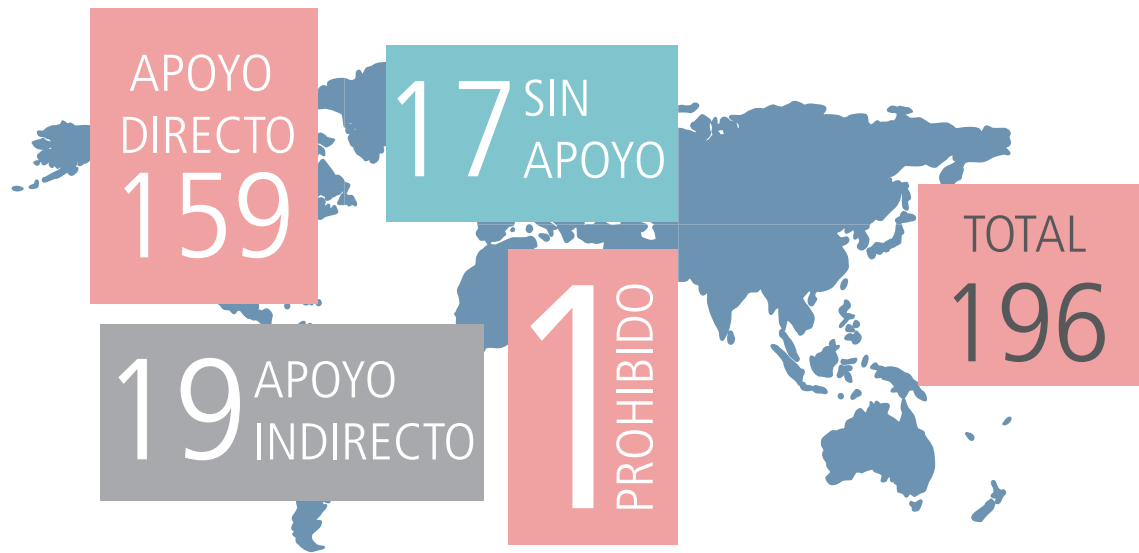 APOYO
DIRECTO
159
17 SIN
APOYO
TOTAL
196
19 APOYO
INDIRECTO
1 PROHIBIDO